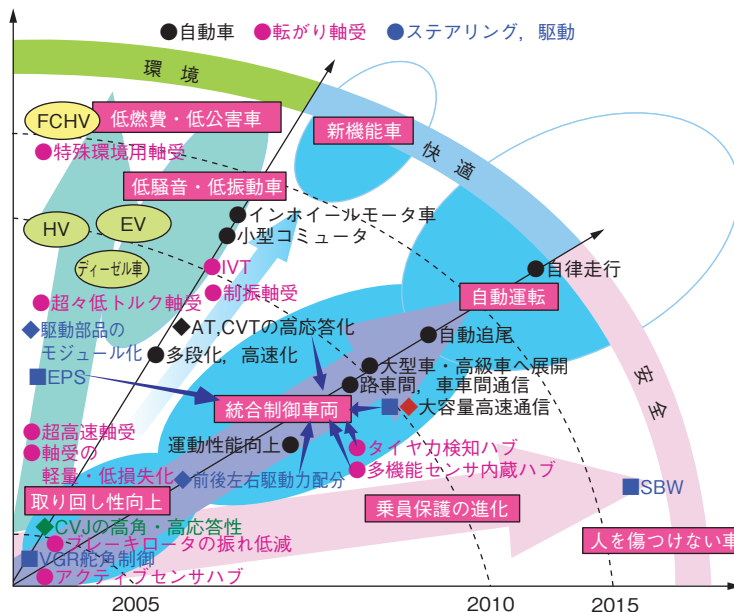 ●自動車 ●転がり軸受 ●ステアリング，駆動
環 境
快 適
安 全
FCHV
低燃費・低公害車
新機能車
●特殊環境用軸受
低騒音・低振動車
HV
EV
ディーゼル車
●インホイールモータ車
●小型コミュータ
●IVT
●制振軸受
●自律走行
●超々低トルク軸受
自動運転
◆駆動部品の
モジュール化
◆AT,CVTの高応答化
●自動追尾
●多段化，高速化
●大型車・高級車へ展開
■EPS
●路車間，車車間通信
統合制御車両
■◆大容量高速通信
●超高速軸受
●軸受の
軽量・低損失化
運動性能向上●
●タイヤ力検知ハブ
●多機能センサ内蔵ハブ
◆前後左右駆動力配分
■SBW
取り回し性向上
乗員保護の進化
◆CVJの高角・高応答性
●ブレーキロータの振れ低減
人を傷つけない車
■VGR舵角制御
●アクティブセンサハブ
2005
2010
2015